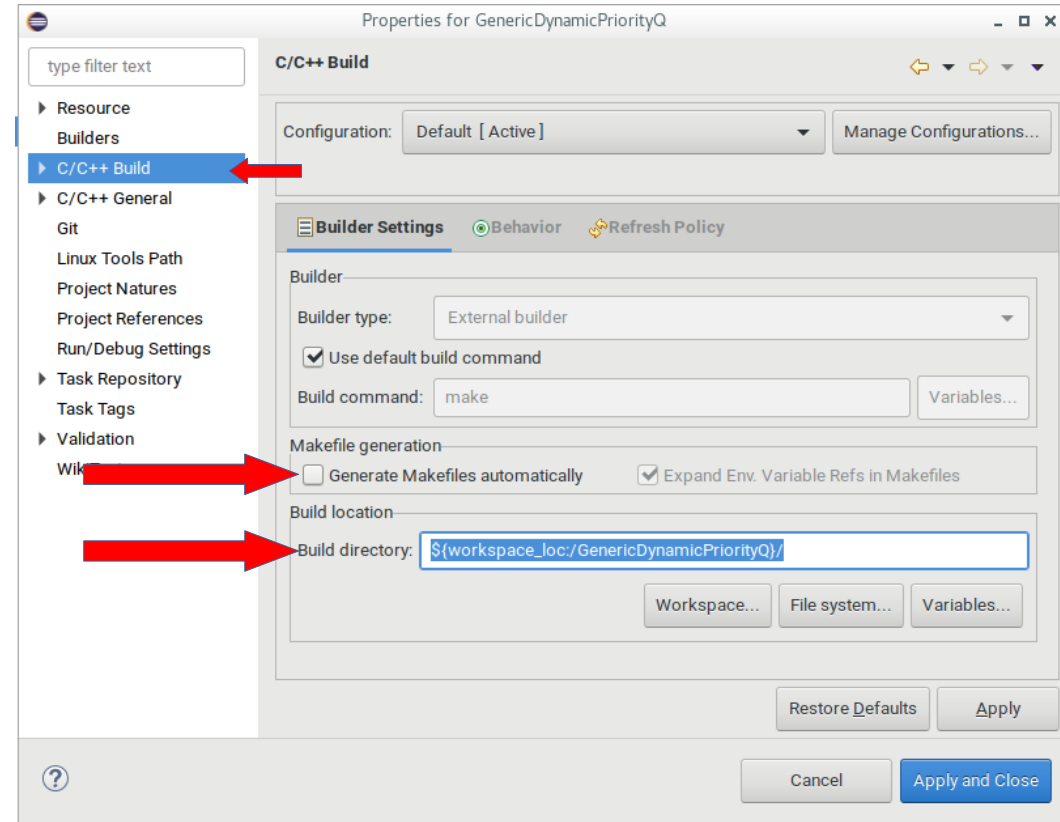 Properties for GenericDynamicPriorityQ
type filter text
Resource
Builders
C/C++ Build
C/C++ General
Git
Linux Tools Path
Project Natures
Project References
Run/Debug Settings
Task Repository
Task Tags
Validation
C/C++ Build
Configuration:
Default [ Active ]
Manage Configurations...
Builder Settings
Behavior
Refresh Policy
Builder
Builder type:
External builder
Use default build command
Build command:
make
Variables...
Makefile generation
Generate Makefiles automatically
Expand Env. Variable Refs in Makefiles
Build location
Build directory:
${workspace_loc:/GenericDynamicPriorityQ}/
Workspace...
File system...
Variables...
Restore Defaults
Apply
?
Cancel
Apply and Close